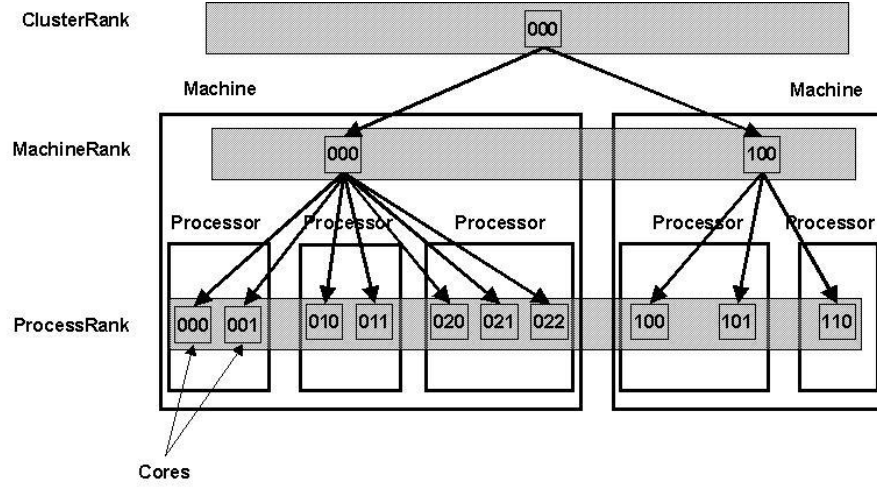 ClusterRank
000
Machine
Machine
MachineRank
000
100
Processor
Processor
Processor
Processor
Processor
ProcessRank
000
001
010
011
020
021
022
100
101
110
Cores